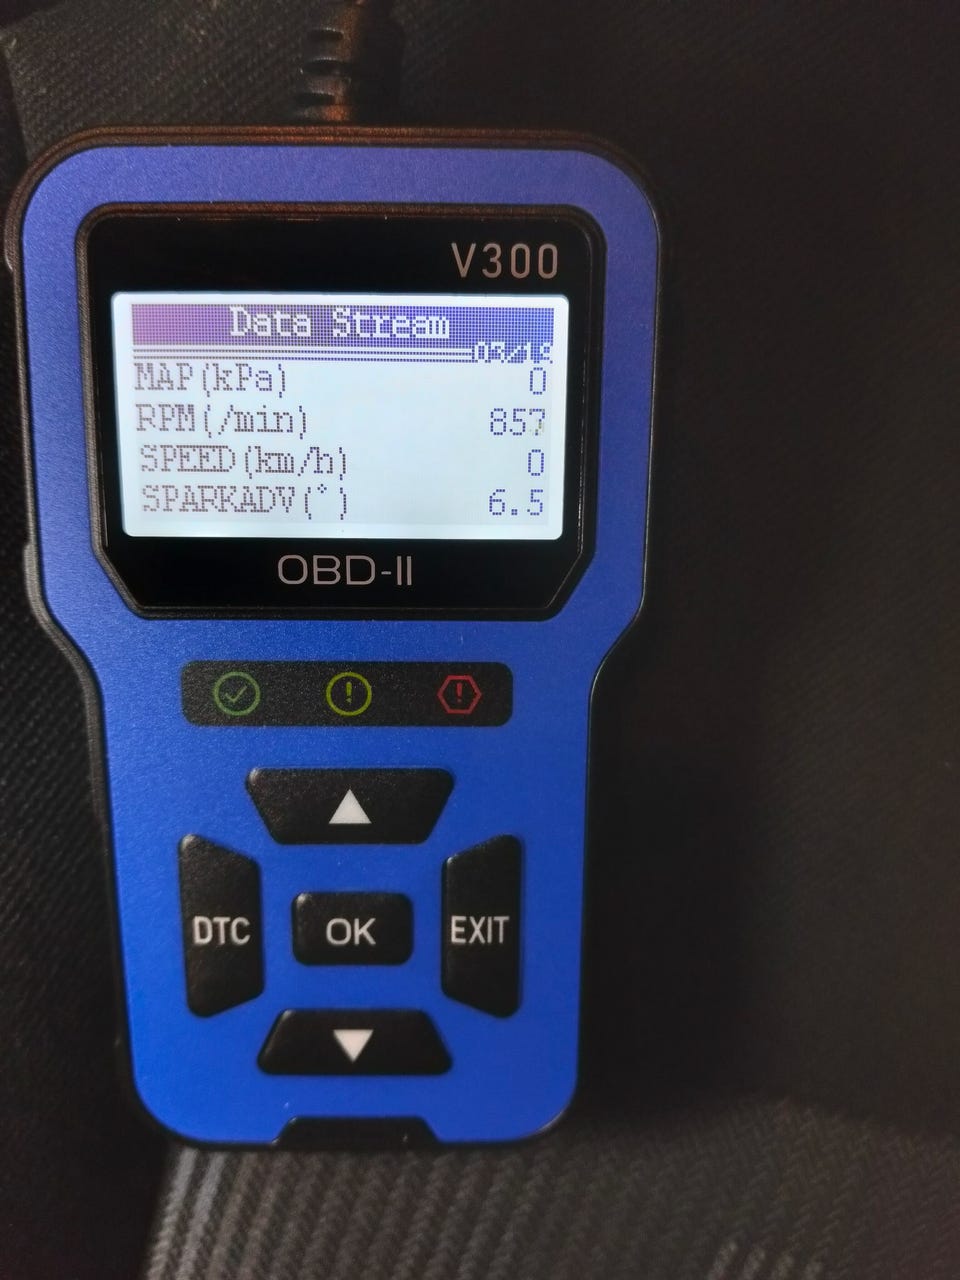 V300
Data Stream
MAP(kPa) 0
RPM(/min) 857
SPEED(km/h) 0
SPARKADV(°) 6.5
OBD-II
DTC
OK
EXIT